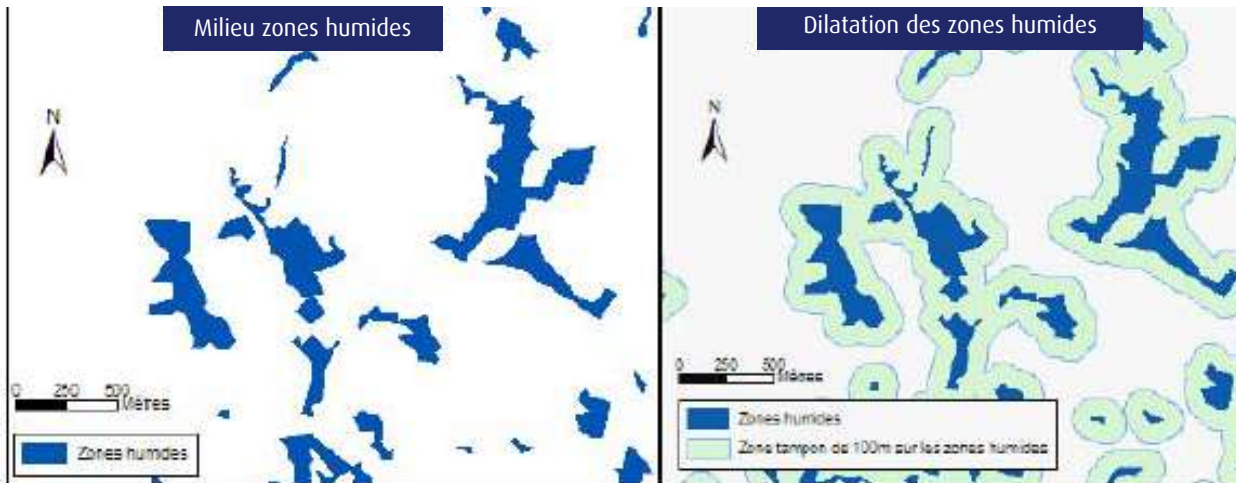 Milieu zones humides
N
0 250 500
Mètres
Zones humides
Dilatation des zones humides
N
0 250 500
Mètres
Zones humides
Zone tampon de 100m sur les zones humides